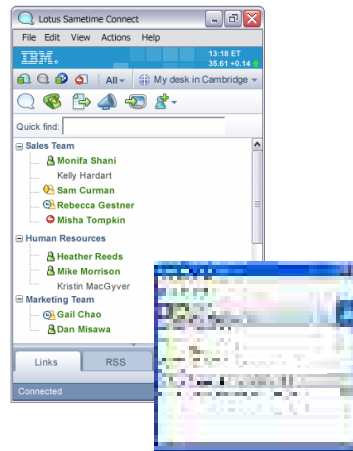 Lotus Sametime Connect
File Edit View Actions Help
IBM. 13:18 ET
35.61 +0.14
All My desk in Cambridge
Quick find:
Sales Team
Monifa Shani
Kelly Hardart
Sam Curman
Rebecca Gestner
Misha Tompkin
Human Resources
Heather Reeds
Mike Morrison
Kristin MacGyver
Marketing Team
Gail Chao
Dan Misawa
Links RSS
Connected